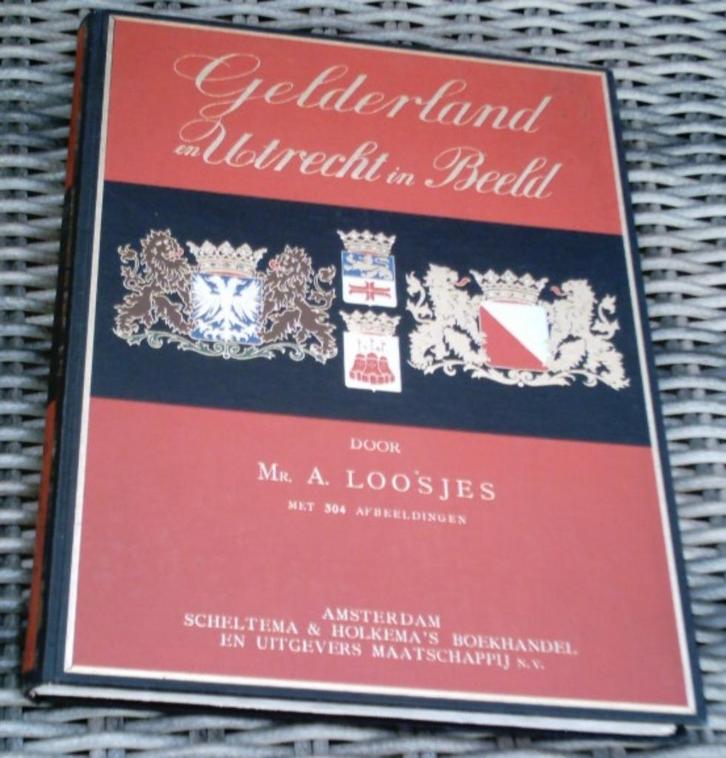 Gelderland
en Utrecht in Beeld
DOOR
MR. A. LOOSJES
MET 304 AFBEELDINGEN
AMSTERDAM
SCHELTEMA & HOLKEMA'S BOEKHANDEL
EN UITGEVERS MAATSCHAPPIJ N.V.